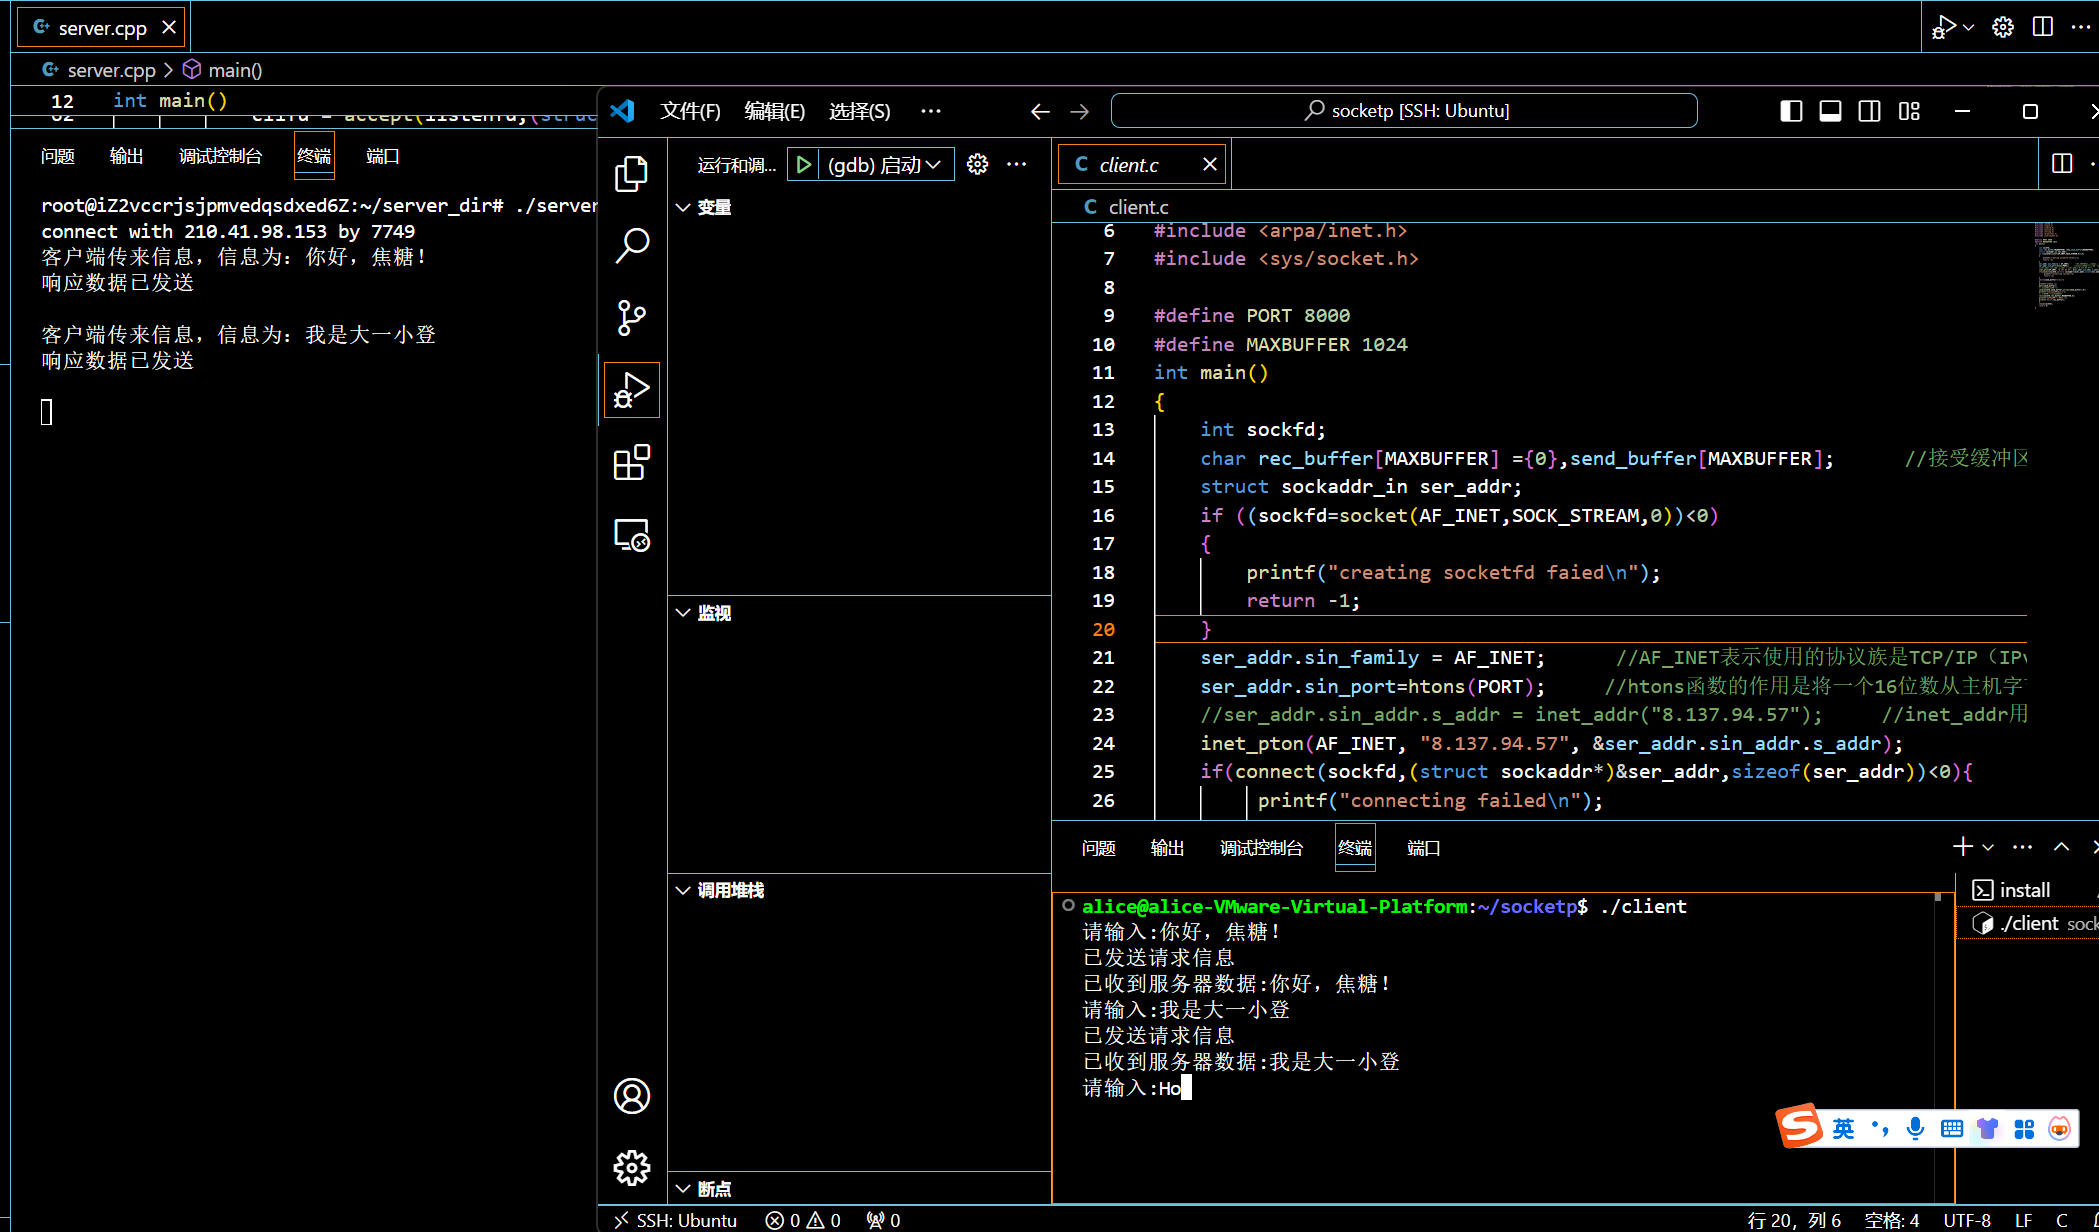 server.cpp
server.cpp > main()
12 int main()
问题 输出 调试控制台 终端 端口
root@iZ2vccrjsjpmvedqsdxed6Z:~/server_dir# ./server
connect with 210.41.98.153 by 7749
客户端传来信息，信息为：你好，焦糖！
响应数据已发送
客户端传来信息，信息为：我是大一小登
响应数据已发送
文件(F) 编辑(E) 选择(S) ···
socketp [SSH: Ubuntu]
运行和调... (gdb) 启动
变量
监视
调用堆栈
断点
client.c
client.c
6 #include <arpa/inet.h>
7 #include <sys/socket.h>
8
9 #define PORT 8000
10 #define MAXBUFFER 1024
11 int main()
12 {
13 int sockfd;
14 char rec_buffer[MAXBUFFER] ={0},send_buffer[MAXBUFFER]; //接受缓冲区
15 struct sockaddr_in ser_addr;
16 if ((sockfd=socket(AF_INET,SOCK_STREAM,0))<0)
17 {
18 printf("creating socketfd faied\n");
19 return -1;
20 }
21 ser_addr.sin_family = AF_INET; //AF_INET表示使用的协议族是TCP/IP（IPv
22 ser_addr.sin_port=htons(PORT); //htons函数的作用是将一个16位数从主机字
23 //ser_addr.sin_addr.s_addr = inet_addr("8.137.94.57"); //inet_addr用
24 inet_pton(AF_INET, "8.137.94.57", &ser_addr.sin_addr.s_addr);
25 if(connect(sockfd,(struct sockaddr*)&ser_addr,sizeof(ser_addr))<0){
26 printf("connecting failed\n");
问题 输出 调试控制台 终端 端口
alice@alice-VMware-Virtual-Platform:~/socketp$ ./client
请输入:你好，焦糖！
已发送请求信息
已收到服务器数据:你好，焦糖！
请输入:我是大一小登
已发送请求信息
已收到服务器数据:我是大一小登
请输入:Ho
install
./client sock
英
SSH: Ubuntu 0 0 0
行 20，列 6 空格: 4 UTF-8 LF C